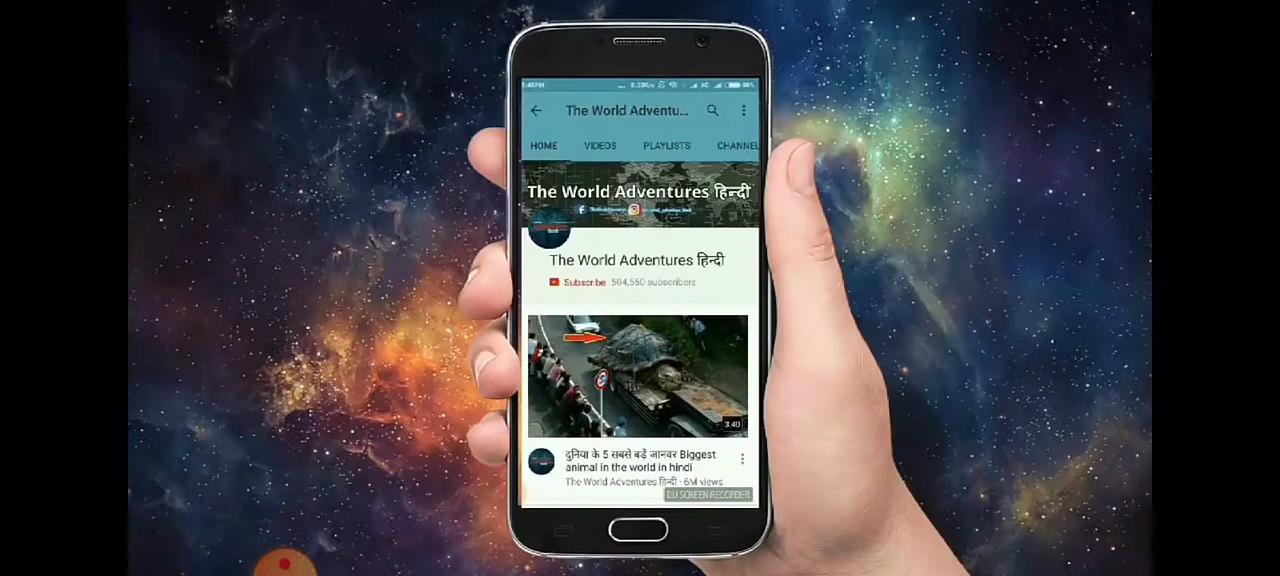 5:45PM
The World Adventu...
HOME VIDEOS PLAYLISTS CHANNEL
The World Adventures हिन्दी
The World Adventures हिन्दी
Subscribe 504,550 subscribers
3:40
दुनिया के 5 सबसे बड़े जानवर Biggest
animal in the world in hindi
The World Adventures हिन्दी · 6M views
DU SCREEN RECORDER